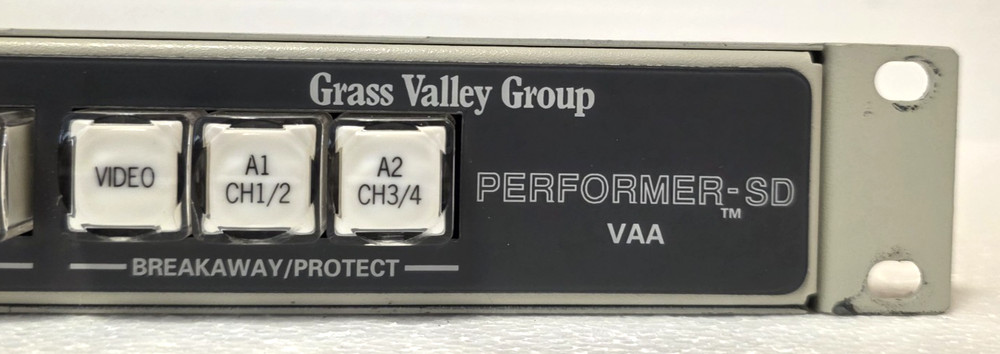 Grass Valley Group
VIDEO
A1
CH1/2
A2
CH3/4
PERFORMER-SD
TM
VAA
BREAKAWAY/PROTECT